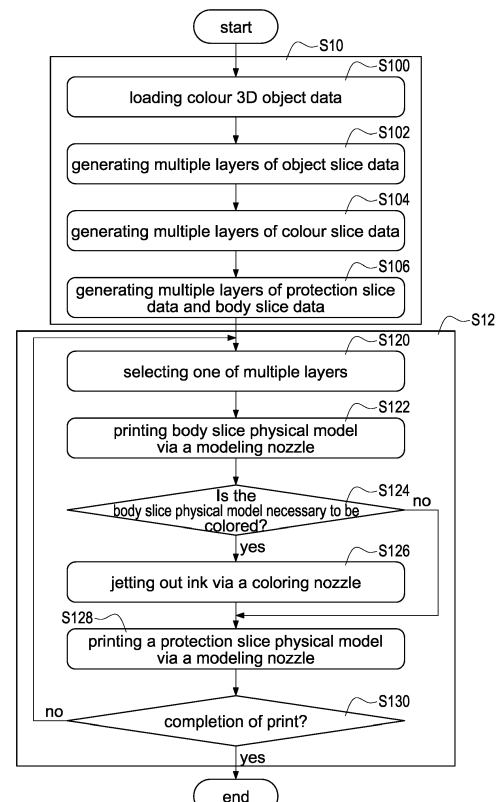 start
S10
S100
loading colour 3D object data
S102
generating multiple layers of object slice data
S104
generating multiple layers of colour slice data
S106
generating multiple layers of protection slice
data and body slice data
S12
S120
selecting one of multiple layers
S122
printing body slice physical model
via a modeling nozzle
S124
Is the
body slice physical model necessary to be
colored?
no
yes
S126
jetting out ink via a coloring nozzle
S128
printing a protection slice physical model
via a modeling nozzle
S130
no
completion of print?
yes
end